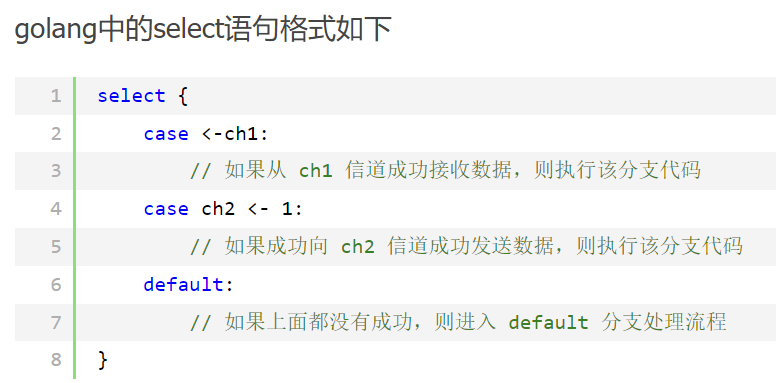 golang中的select语句格式如下
1 select {
2     case <-ch1:
3         // 如果从 ch1 信道成功接收数据，则执行该分支代码
4     case ch2 <- 1:
5         // 如果成功向 ch2 信道成功发送数据，则执行该分支代码
6     default:
7         // 如果上面都没有成功，则进入 default 分支处理流程
8 }